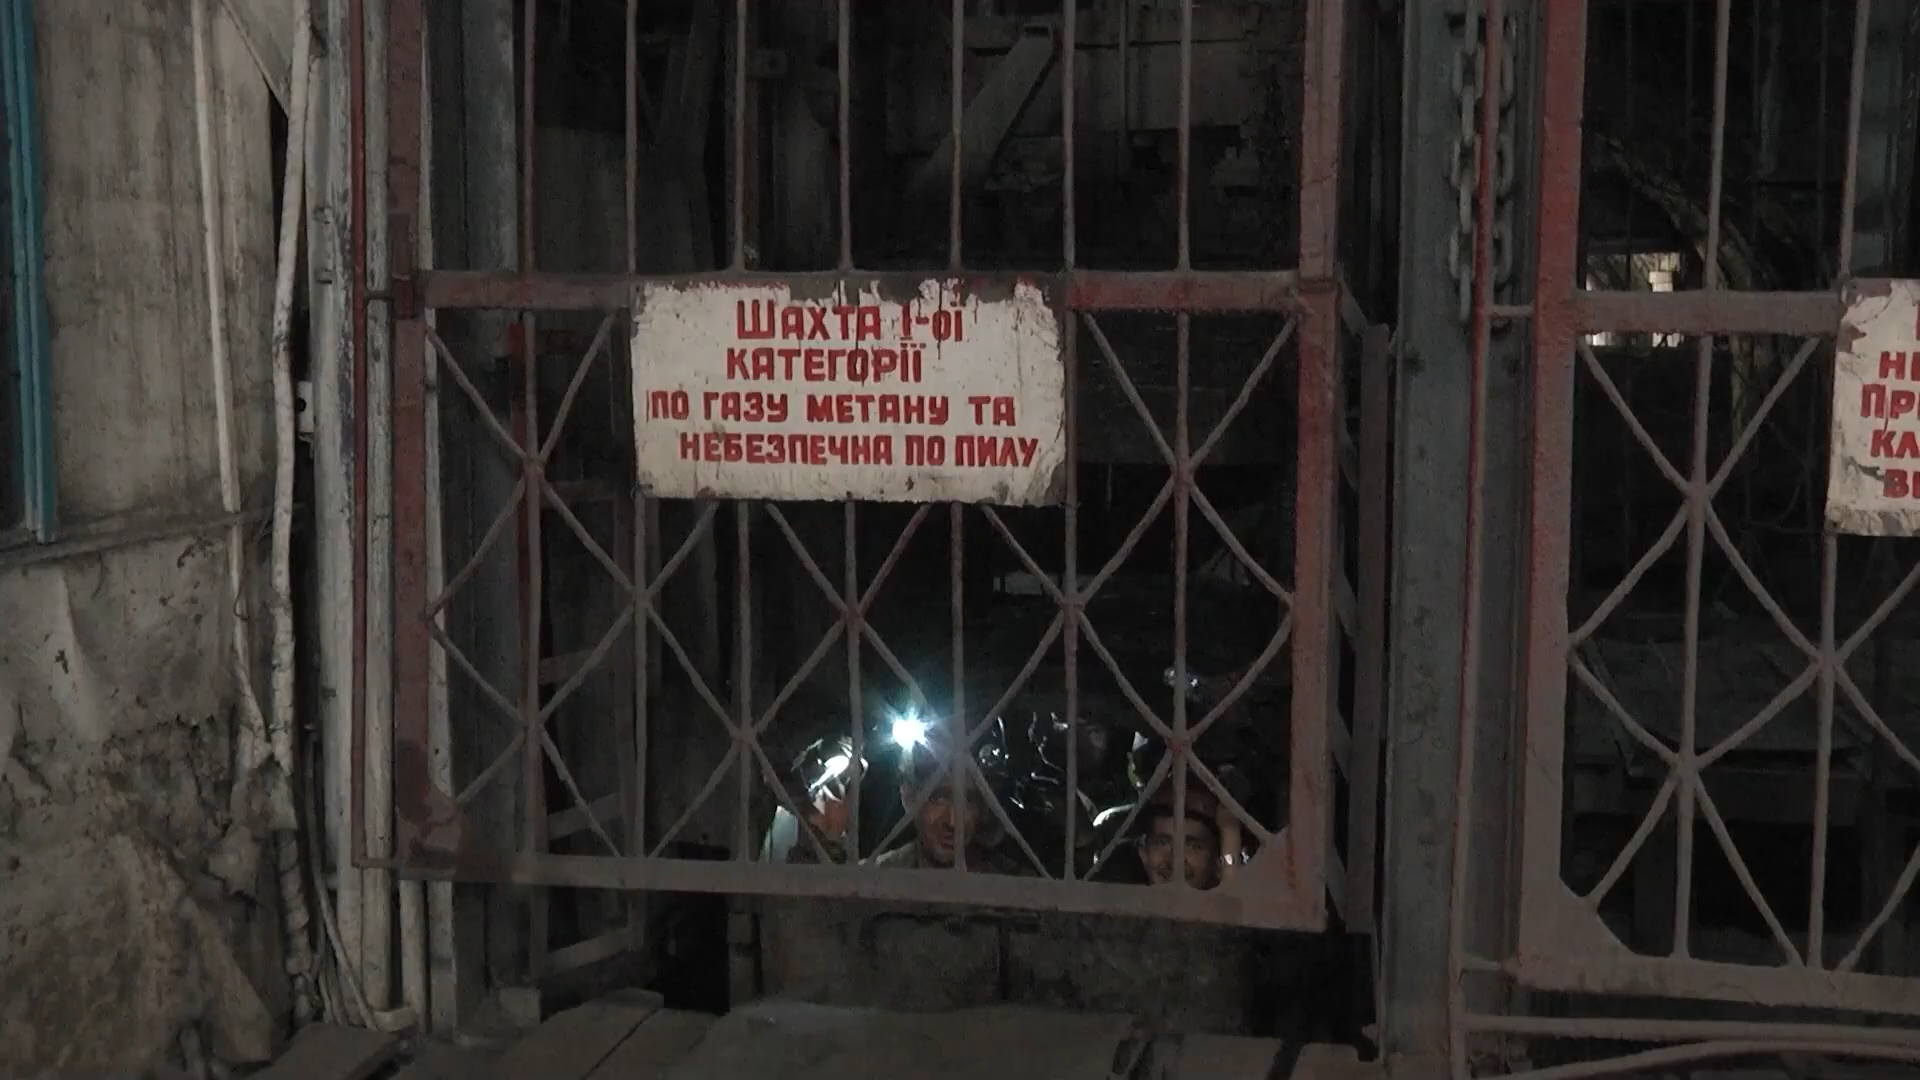 Шахта І-ої
категорії
по газу метану та
небезпечна по пилу